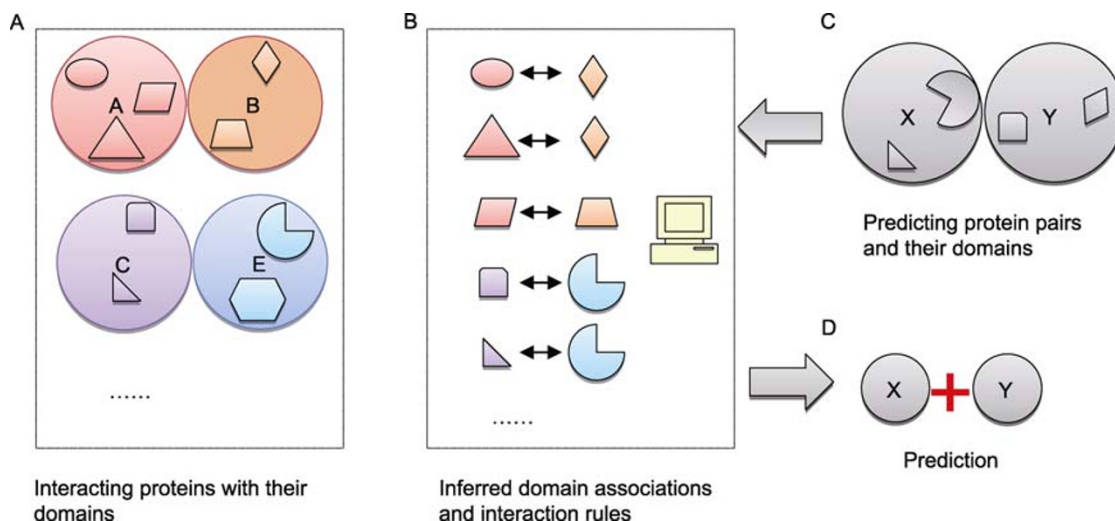 A
A
B
C
E
......
Interacting proteins with their
domains
B
......
Inferred domain associations
and interaction rules
C
X
Y
Predicting protein pairs
and their domains
D
X
Y
Prediction